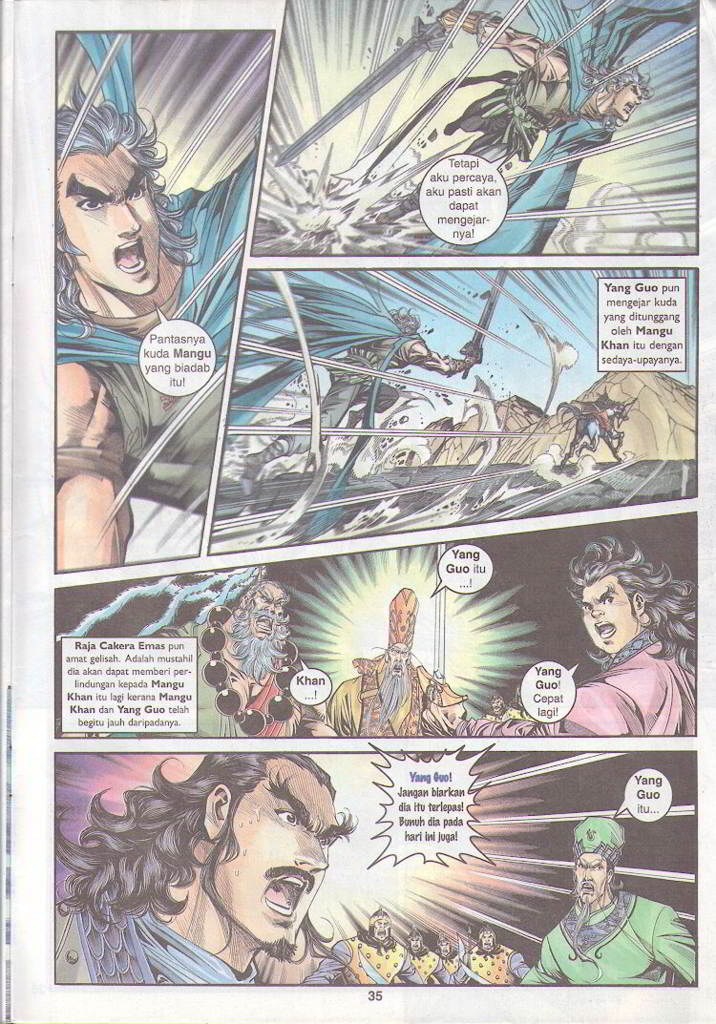 Pantasnya
kuda Mangu
yang biadab
itu!
Tetapi
aku percaya,
aku pasti akan
dapat
mengejar-
nya!
Yang Guo pun
mengejar kuda
yang ditunggang
oleh Mangu
Khan itu dengan
sedaya-upayanya.
Raja Cakera Emas pun
amat gelisah. Adalah mustahil
dia akan dapat memberi per-
lindungan kepada Mangu
Khan itu lagi kerana Mangu
Khan dan Yang Guo telah
begitu jauh daripadanya.
Khan
...!
Yang
Guo itu
...!
Yang
Guo!
Cepat
lagi!
Yang Guo!
Jangan biarkan
dia itu terlepas!
Bunuh dia pada
hari ini juga!
Yang
Guo
itu...
35